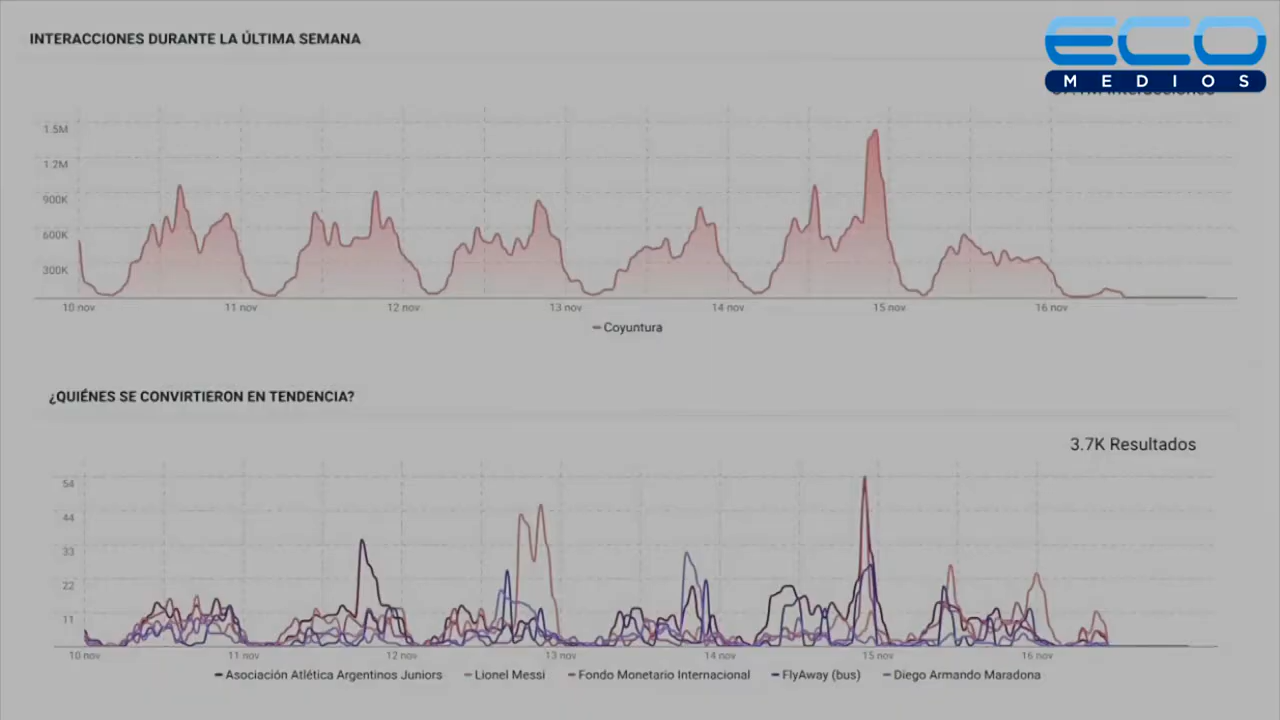 INTERACCIONES DURANTE LA ÚLTIMA SEMANA
ECO
MEDIOS
1.5M
1.2M
900K
600K
300K
10 nov 11 nov 12 nov 13 nov 14 nov 15 nov 16 nov
Coyuntura
¿QUIÉNES SE CONVIRTIERON EN TENDENCIA?
3.7K Resultados
54
44
33
22
11
10 nov 11 nov 12 nov 13 nov 14 nov 15 nov 16 nov
Asociación Atlética Argentinos Juniors Lionel Messi Fondo Monetario Internacional FlyAway (bus) Diego Armando Maradona